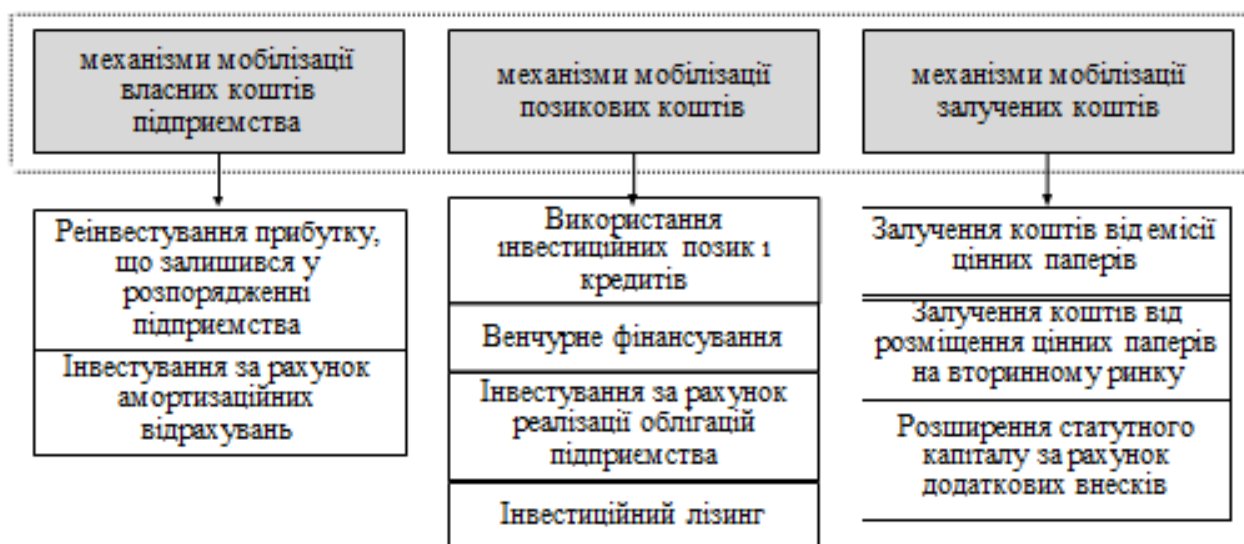 механізми мобілізації
власних коштів
підприємства
механізми мобілізації
позикових коштів
механізми мобілізації
залучених коштів
Реінвестування прибутку,
що залишився у
розпорядженні
підприємства
Інвестування за рахунок
амортизаційних
відрахувань
Використання
інвестиційних позик і
кредитів
Венчурне фінансування
Інвестування за рахунок
реалізації облігацій
підприємства
Інвестиційний лізинг
Залучення коштів від емісії
цінних паперів
Залучення коштів від
розміщення цінних паперів
на вторинному ринку
Розширення статутного
капіталу за рахунок
додаткових внесків